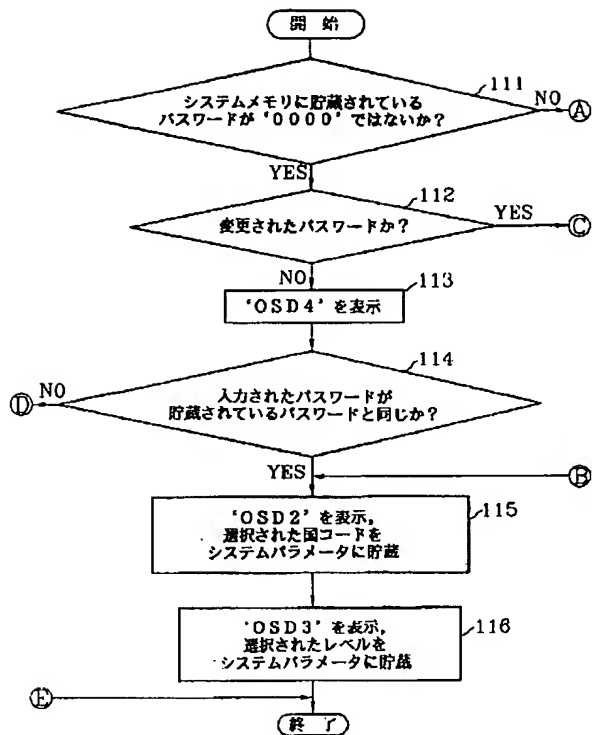 開始
111
システムメモリに貯蔵されている
パスワードが‘0000’ではないか?
NO
A
YES
112
変更されたパスワードか?
YES
C
NO
113
‘OSD4’を表示
114
D
NO
入力されたパスワードが
貯蔵されているパスワードと同じか?
YES
B
‘OSD2’を表示,
選択された国コードを
システムパラメータに貯蔵
115
‘OSD3’を表示,
選択されたレベルを
システムパラメータに貯蔵
116
E
終了